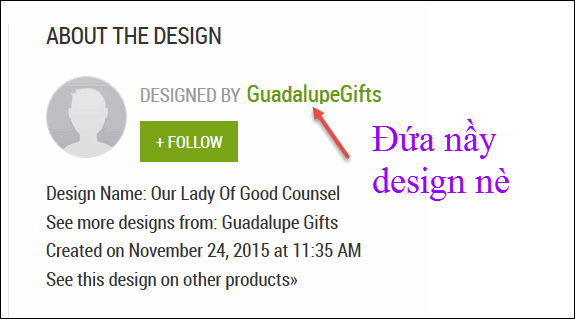 ABOUT THE DESIGN
DESIGNED BY GuadalupeGifts
+ FOLLOW
Đứa nầy
design nè
Design Name: Our Lady Of Good Counsel
See more designs from: Guadalupe Gifts
Created on November 24, 2015 at 11:35 AM
See this design on other products»